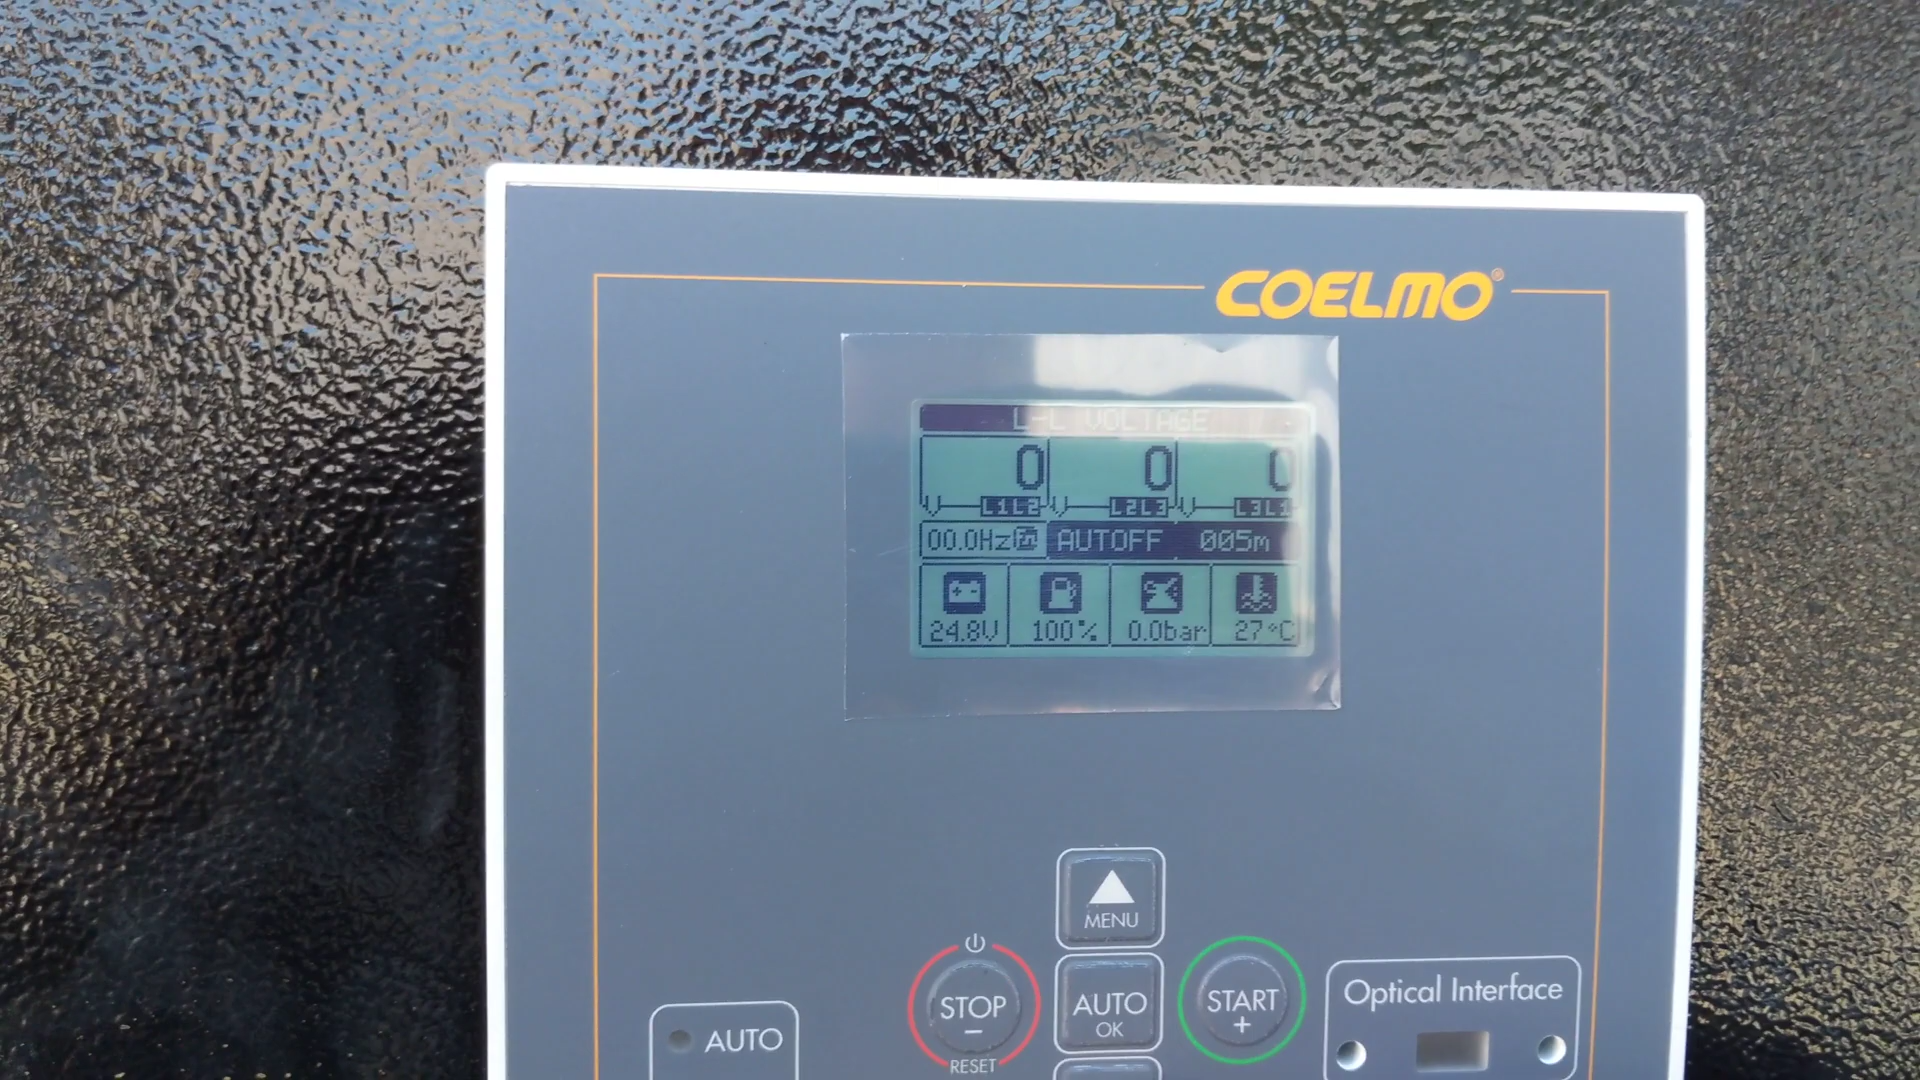 COELMO®
L-L VOLTAGE
0 0 0
V L1L2 V L2L3 V L3L1
00.0Hz AUTOFF 005m
24.8V 100% 0.0bar 27°C
MENU
STOP
−
RESET
AUTO
OK
START
+
Optical Interface
AUTO